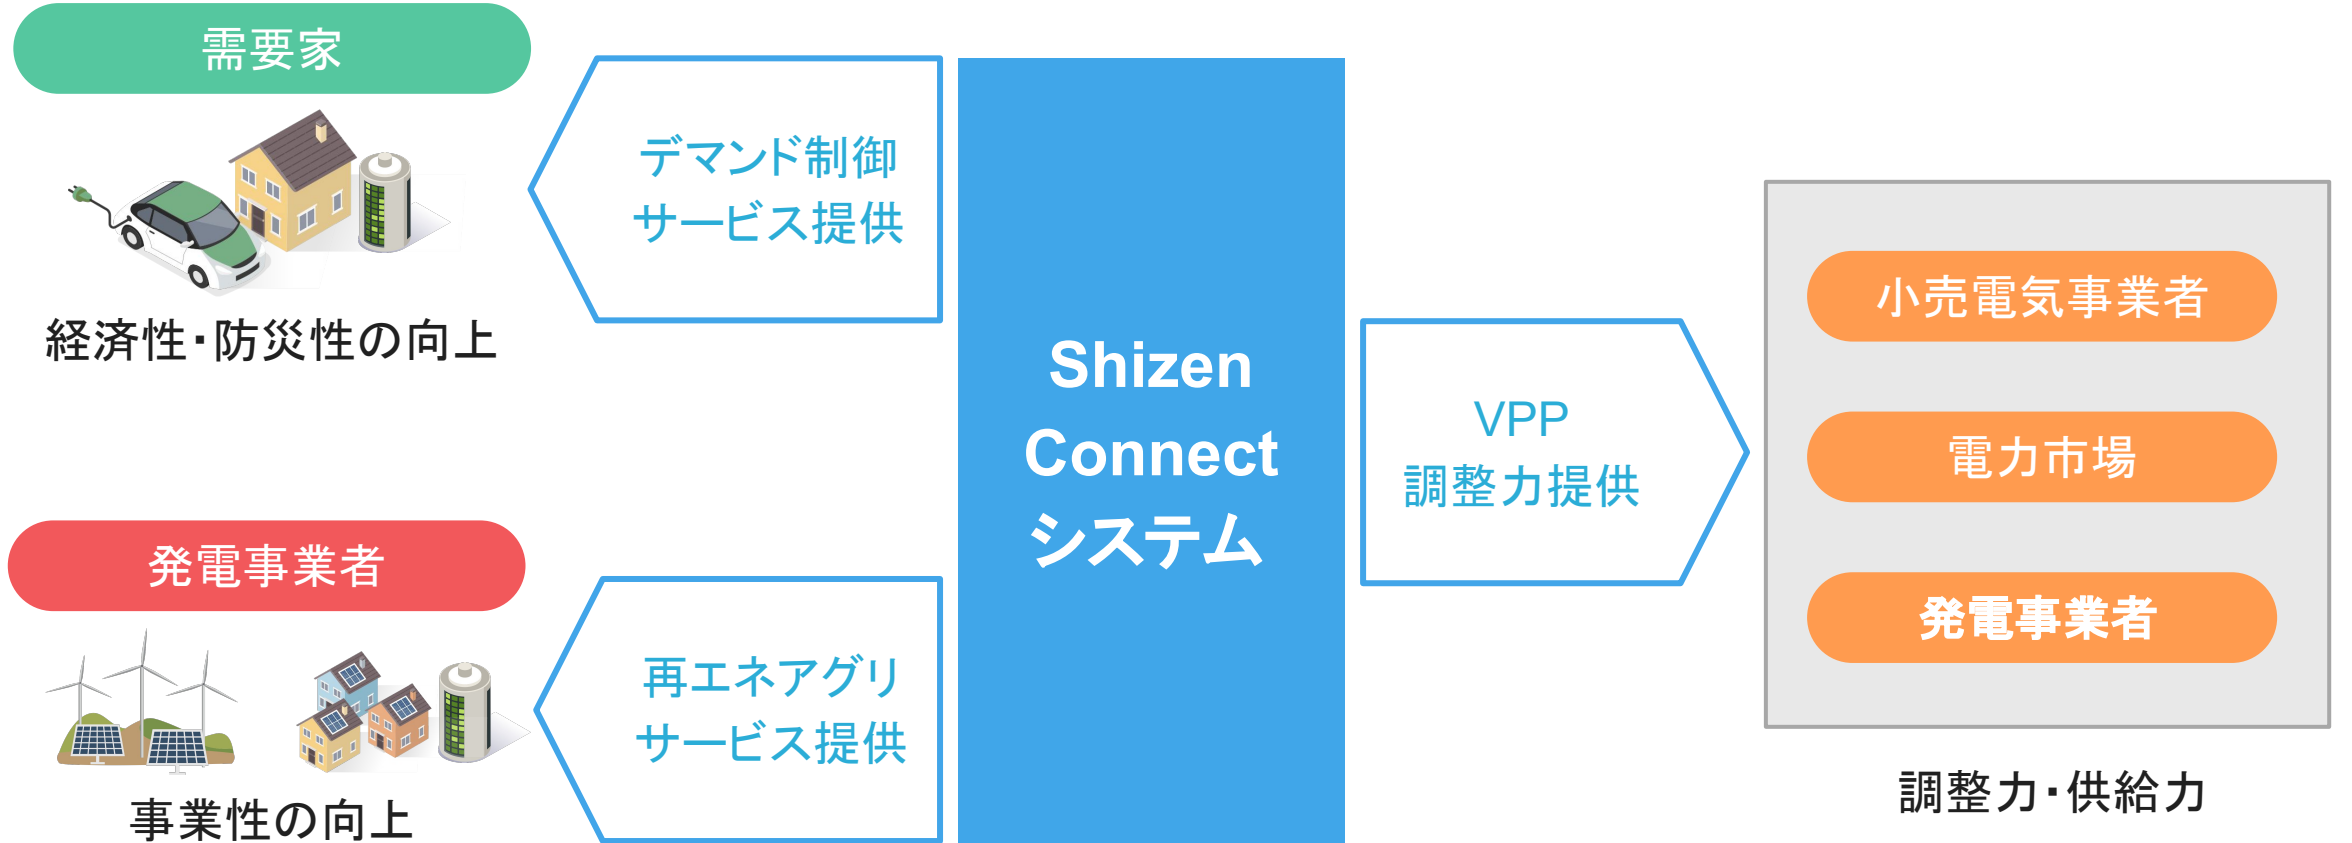 需要家
デマンド制御
サービス提供
経済性・防災性の向上
発電事業者
再エネアグリ
サービス提供
事業性の向上
Shizen
Connect
システム
VPP
調整力提供
小売電気事業者
電力市場
発電事業者
調整力・供給力